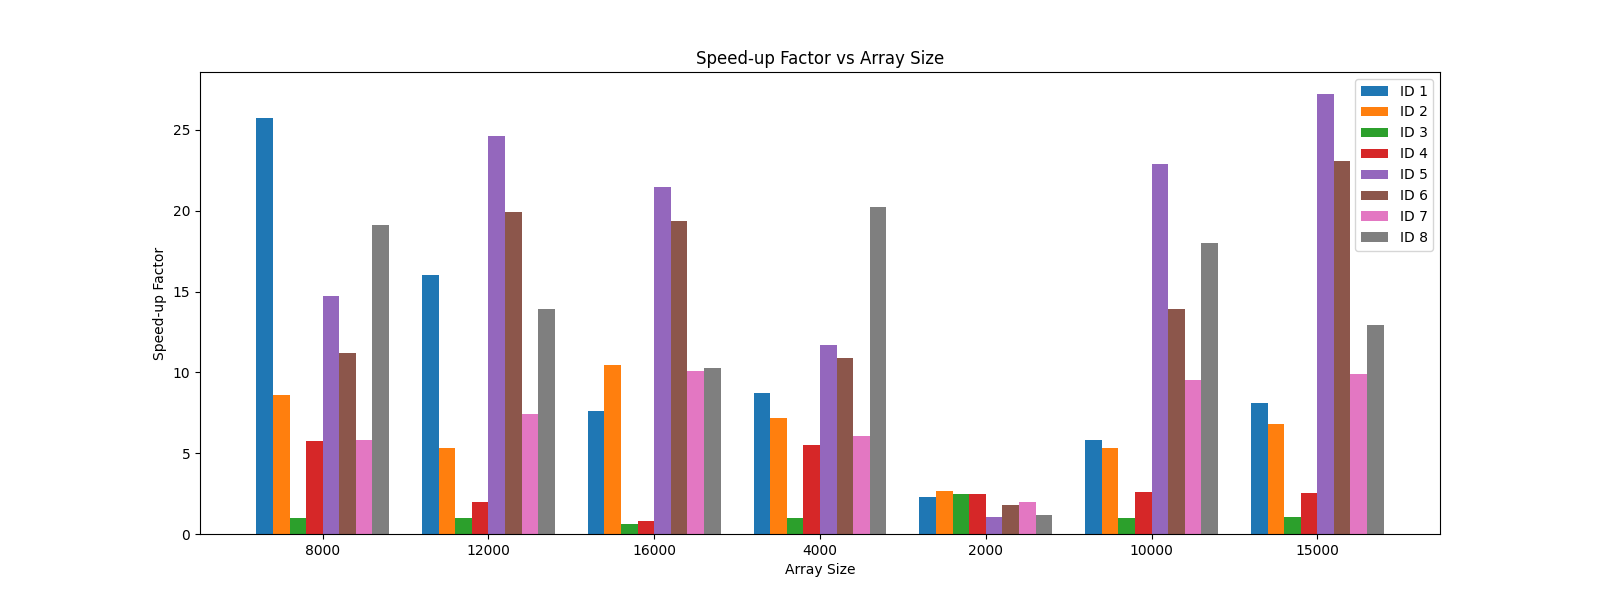 Speed-up Factor vs Array Size
ID 1
ID 2
ID 3
ID 4
ID 5
ID 6
ID 7
ID 8
Speed-up Factor
25
20
15
10
5
0
8000 12000 16000 4000 2000 10000 15000
Array Size